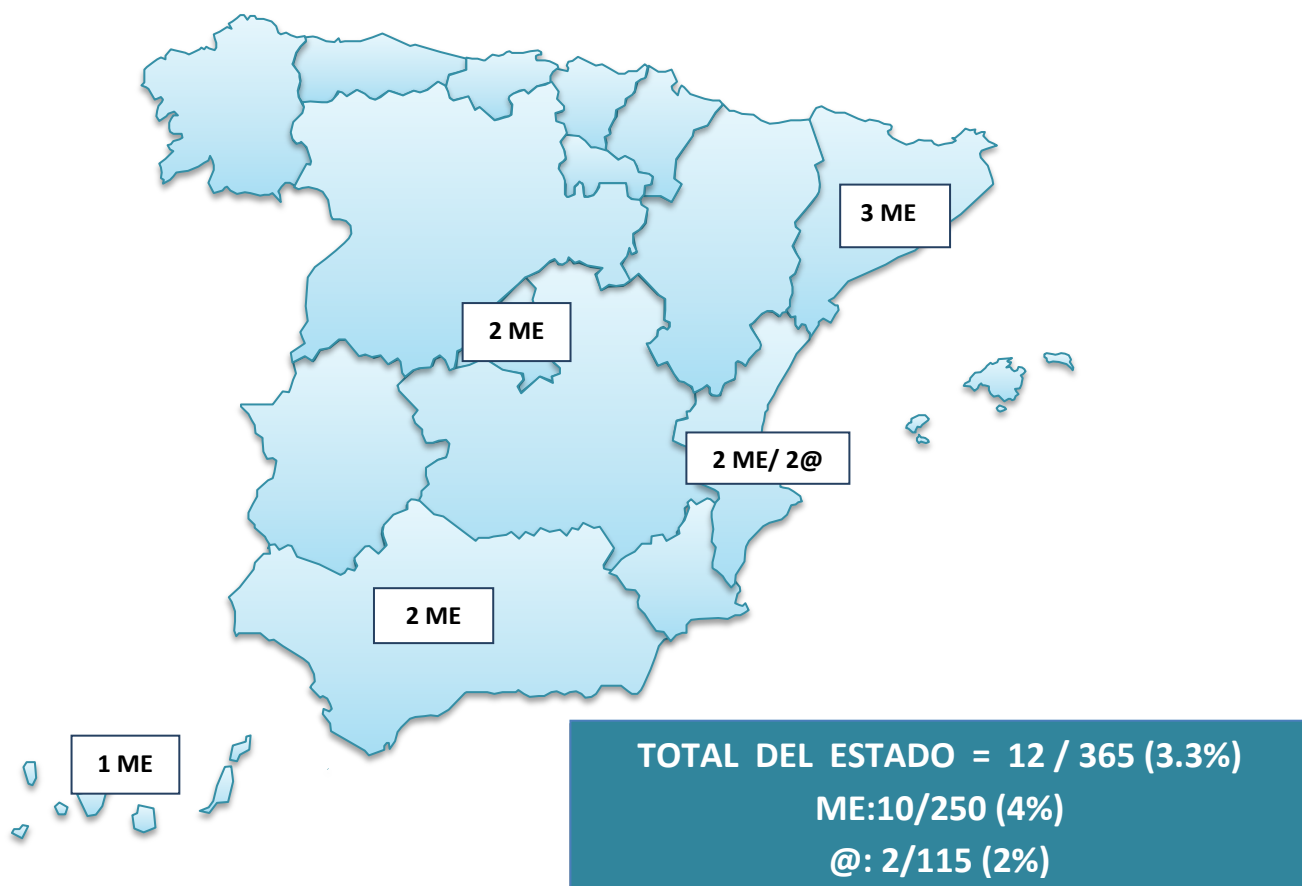 3 ME
2 ME
2 ME/ 2@
2 ME
1 ME
TOTAL DEL ESTADO = 12 / 365 (3.3%)
ME:10/250 (4%)
@: 2/115 (2%)